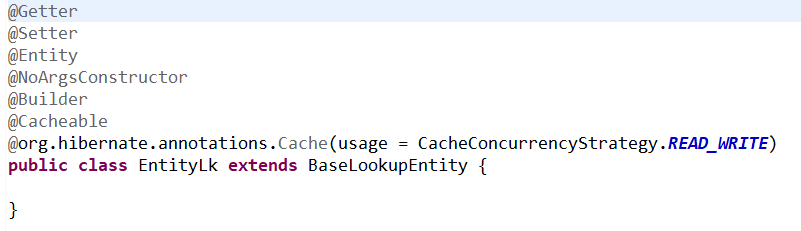 @Getter
@Setter
@Entity
@NoArgsConstructor
@Builder
@Cacheable
@org.hibernate.annotations.Cache(usage = CacheConcurrencyStrategy.READ_WRITE)
public class EntityLk extends BaseLookupEntity {
}